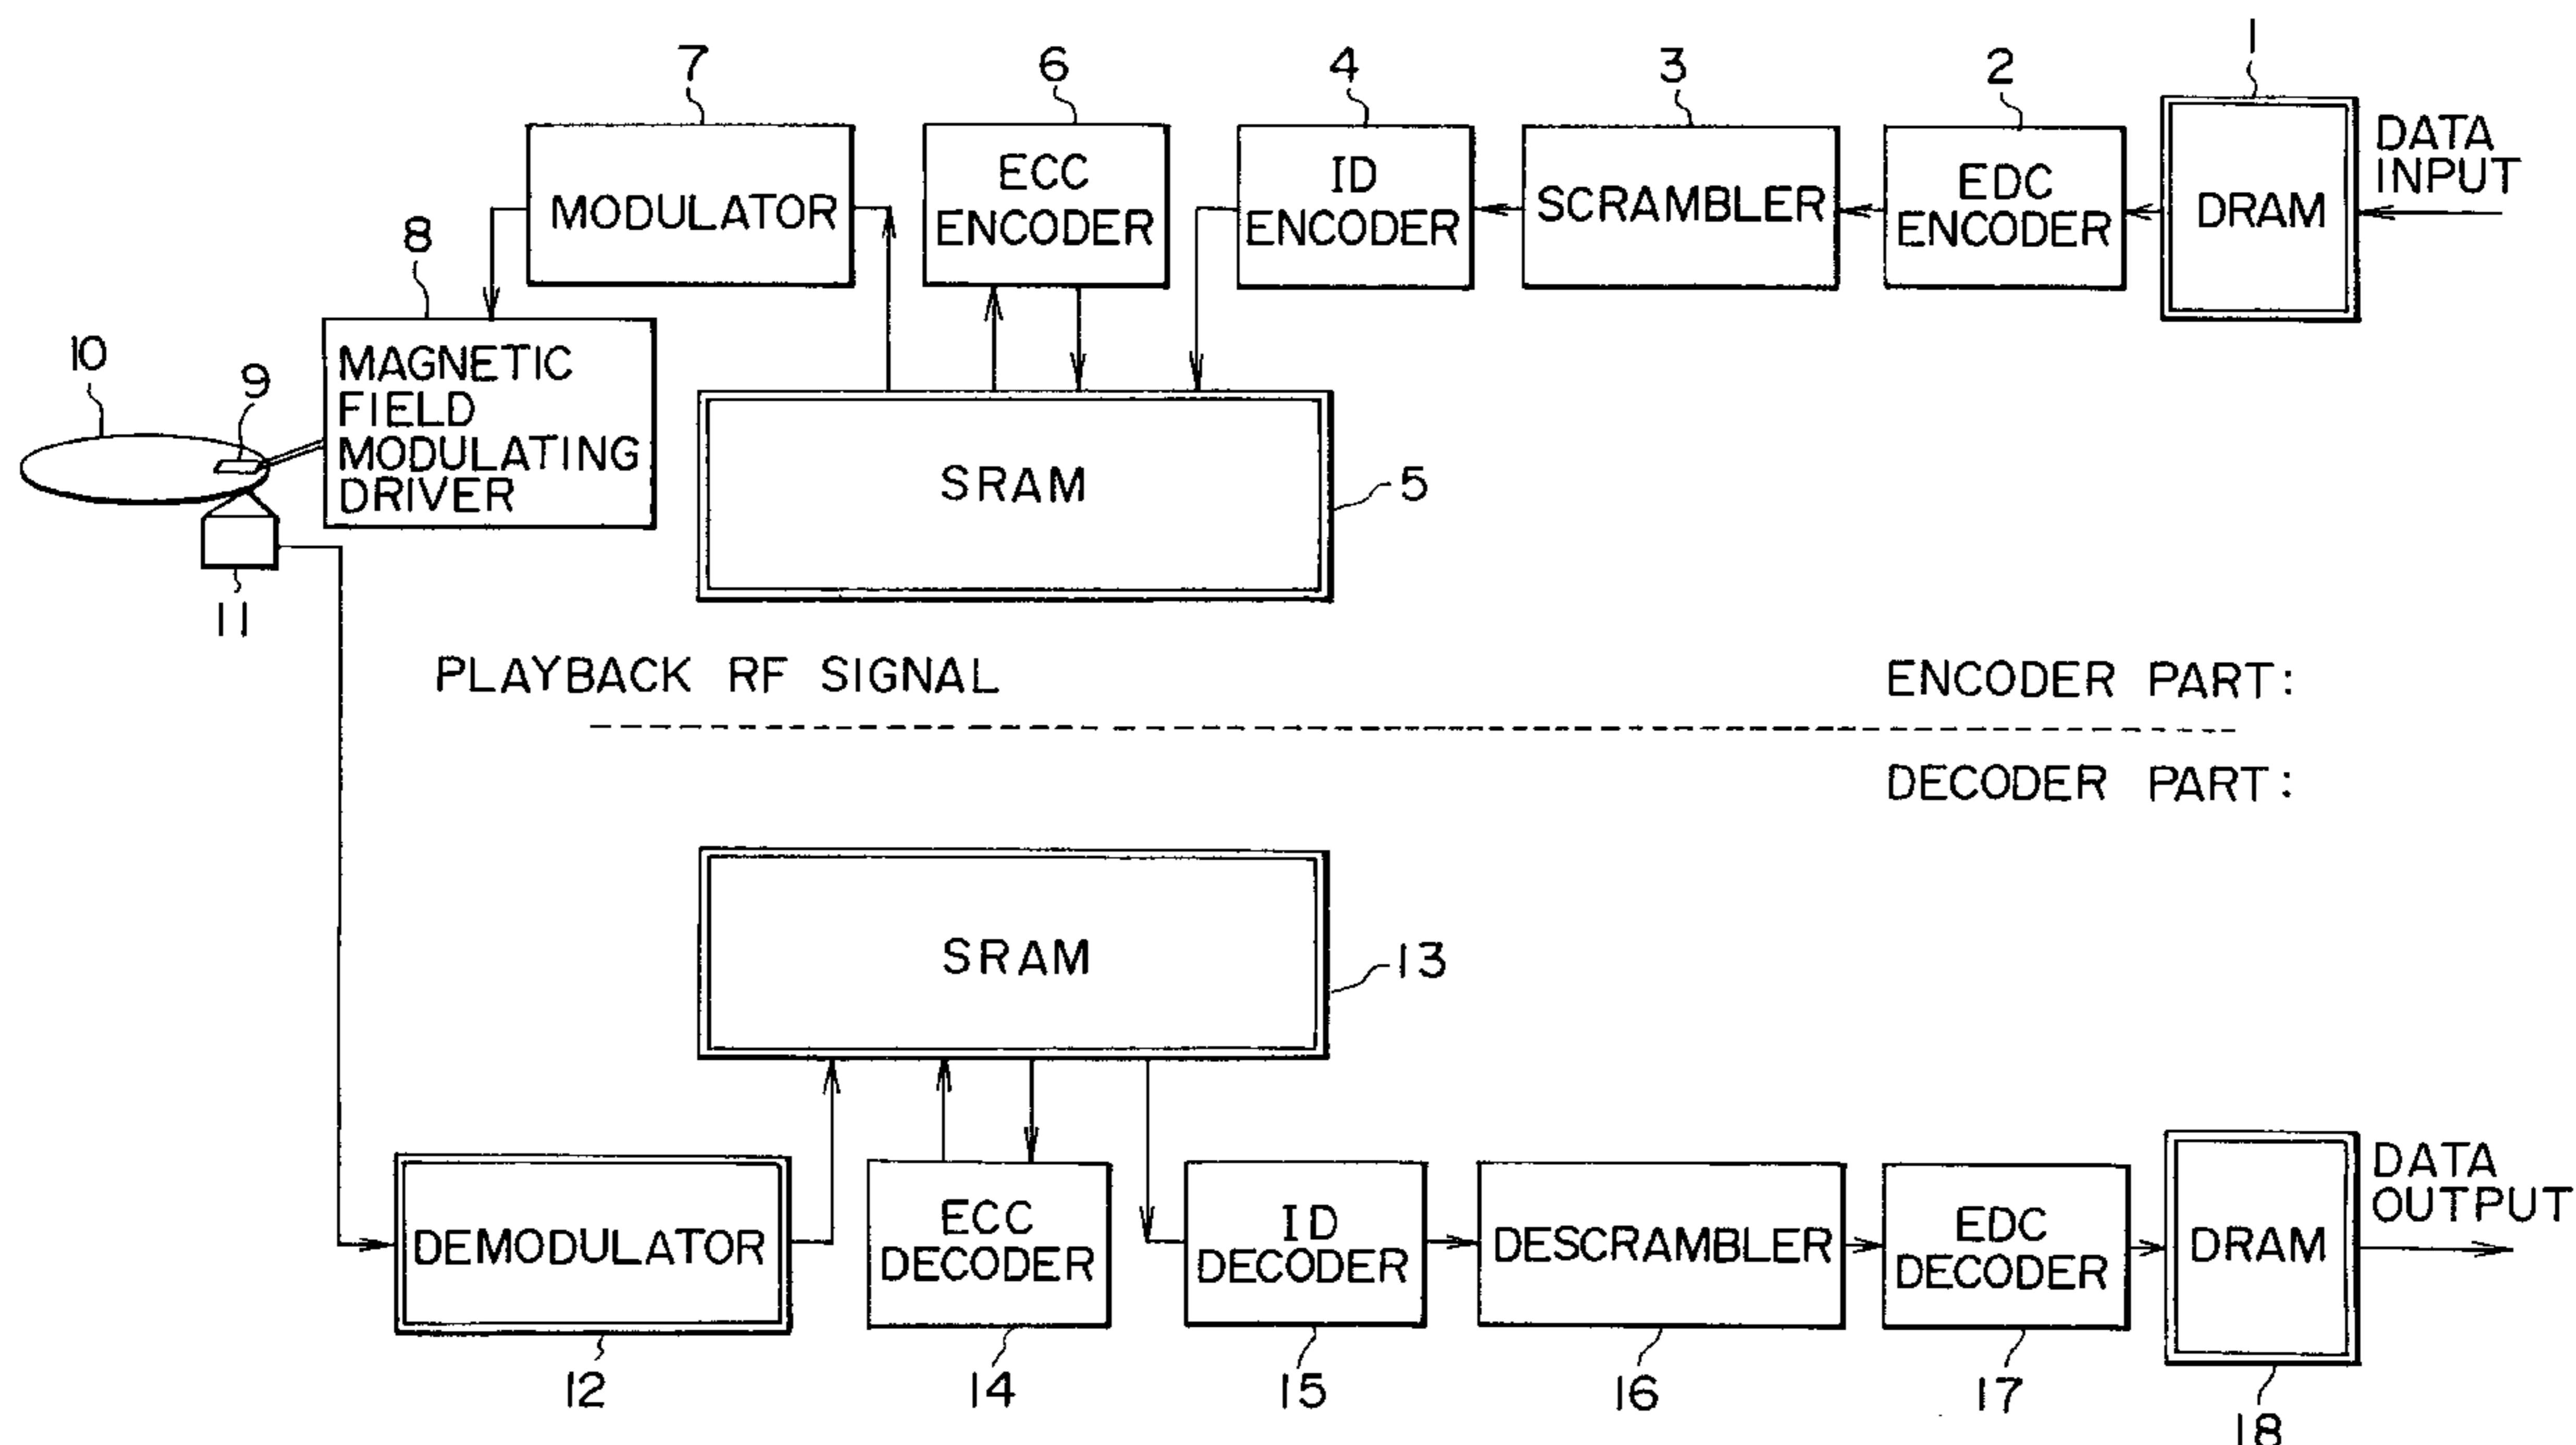 7
6
4
3
2
1
MODULATOR
ECC
ENCODER
ID
ENCODER
SCRAMBLER
EDC
ENCODER
DRAM
DATA
INPUT
8
10
9
MAGNETIC
FIELD
MODULATING
DRIVER
SRAM
5
11
PLAYBACK RF SIGNAL
ENCODER PART:
DECODER PART:
SRAM
13
DEMODULATOR
ECC
DECODER
ID
DECODER
DESCRAMBLER
EDC
DECODER
DRAM
DATA
OUTPUT
12
14
15
16
17
18